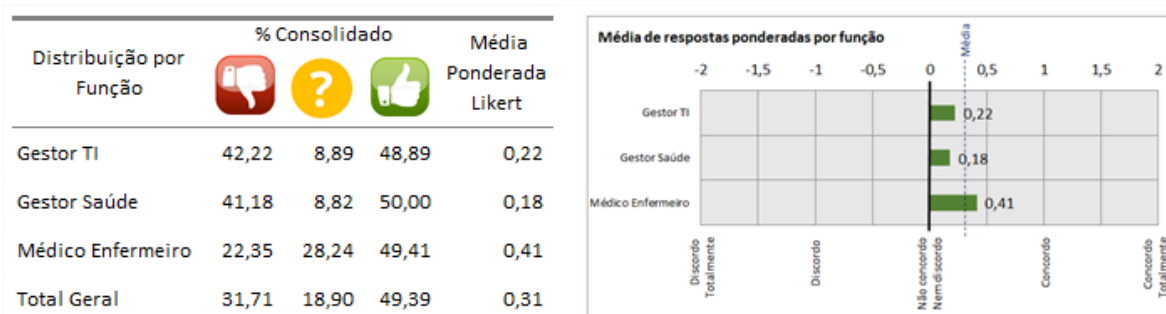 Distribuição por Função
% Consolidado
Média Ponderada Likert
?
Gestor TI 42,22 8,89 48,89 0,22
Gestor Saúde 41,18 8,82 50,00 0,18
Médico Enfermeiro 22,35 28,24 49,41 0,41
Total Geral 31,71 18,90 49,39 0,31
Média de respostas ponderadas por função
Média
-2 -1,5 -1 -0,5 0 0,5 1 1,5 2
Gestor TI 0,22
Gestor Saúde 0,18
Médico Enfermeiro 0,41
Discordo Totalmente
Discordo
Não concordo Nem discordo
Concordo
Concordo Totalmente